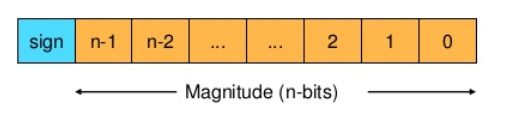 sign n-1 n-2 ... ... 2 1 0
Magnitude (n-bits)